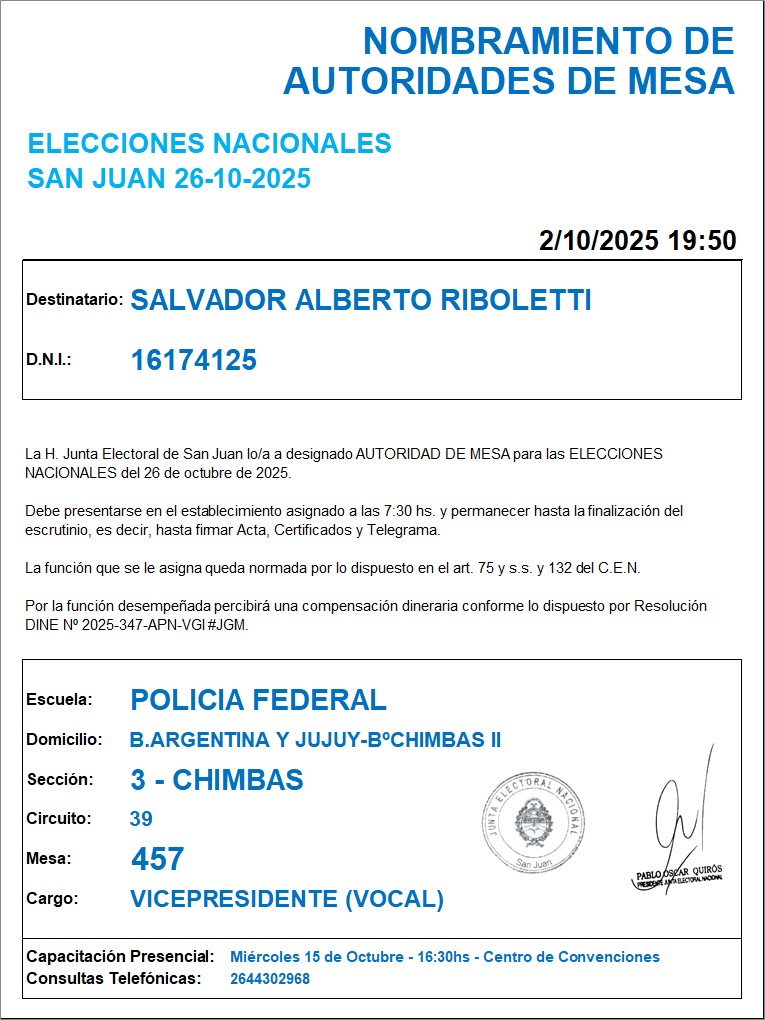 NOMBRAMIENTO DE
AUTORIDADES DE MESA
ELECCIONES NACIONALES
SAN JUAN 26-10-2025
2/10/2025 19:50
Destinatario: SALVADOR ALBERTO RIBOLETTI
D.N.I.: 16174125
La H. Junta Electoral de San Juan lo/a a designado AUTORIDAD DE MESA para las ELECCIONES
NACIONALES del 26 de octubre de 2025.
Debe presentarse en el establecimiento asignado a las 7:30 hs. y permanecer hasta la finalización del
escrutinio, es decir, hasta firmar Acta, Certificados y Telegrama.
La función que se le asigna queda normada por lo dispuesto en el art. 75 y s.s. y 132 del C.E.N.
Por la función desempeñada percibirá una compensación dineraria conforme lo dispuesto por Resolución
DINE Nº 2025-347-APN-VGI#JGM.
Escuela: POLICIA FEDERAL
Domicilio: B.ARGENTINA Y JUJUY-BºCHIMBAS II
Sección: 3 - CHIMBAS
Circuito: 39
Mesa: 457
Cargo: VICEPRESIDENTE (VOCAL)
JUNTA ELECTORAL NACIONAL
San Juan
PABLO OSCAR QUIRÓS
PRESIDENTE JUNTA ELECTORAL NACIONAL
Capacitación Presencial: Miércoles 15 de Octubre - 16:30hs - Centro de Convenciones
Consultas Telefónicas: 2644302968